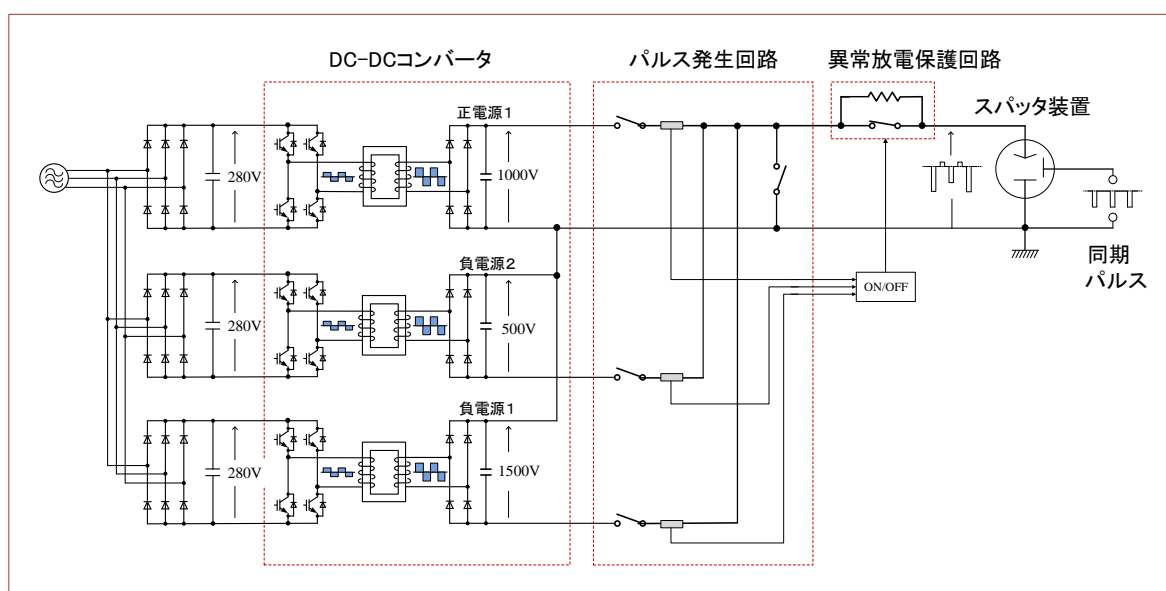 DC-DCコンバータ
パルス発生回路
異常放電保護回路
スパッタ装置
正電源1
280V
1000V
同期
パルス
負電源2
ON/OFF
280V
500V
負電源1
280V
1500V